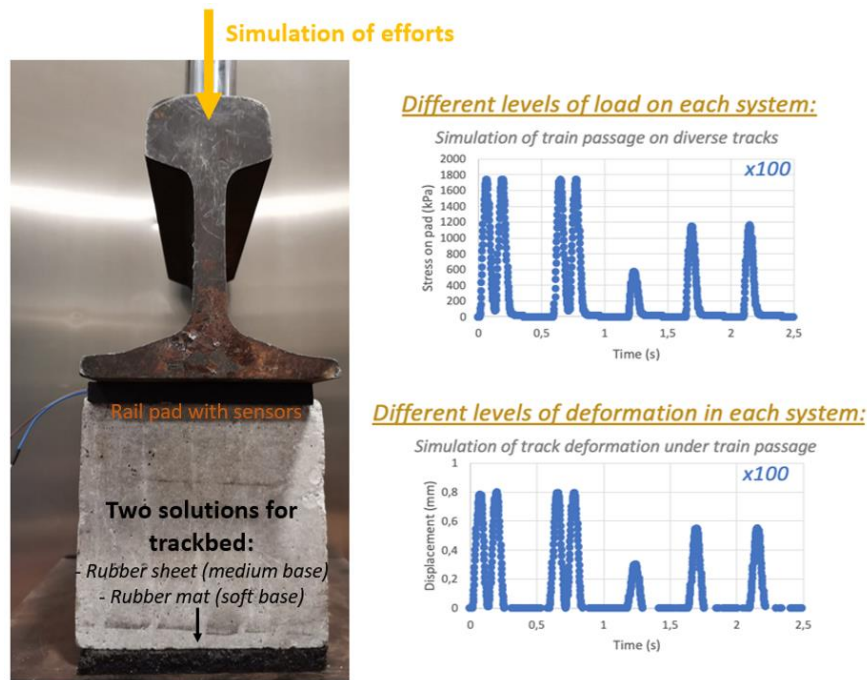 Simulation of efforts
Rail pad with sensors
Two solutions for
trackbed:
- Rubber sheet (medium base)
- Rubber mat (soft base)
Different levels of load on each system:
Simulation of train passage on diverse tracks
x100
Stress on pad (kPa)
2000
1800
1600
1400
1200
1000
800
600
400
200
0
0 0,5 1 1,5 2 2,5
Time (s)
Different levels of deformation in each system:
Simulation of track deformation under train passage
x100
Displacement (mm)
1
0,8
0,6
0,4
0,2
0
0 0,5 1 1,5 2 2,5
Time (s)